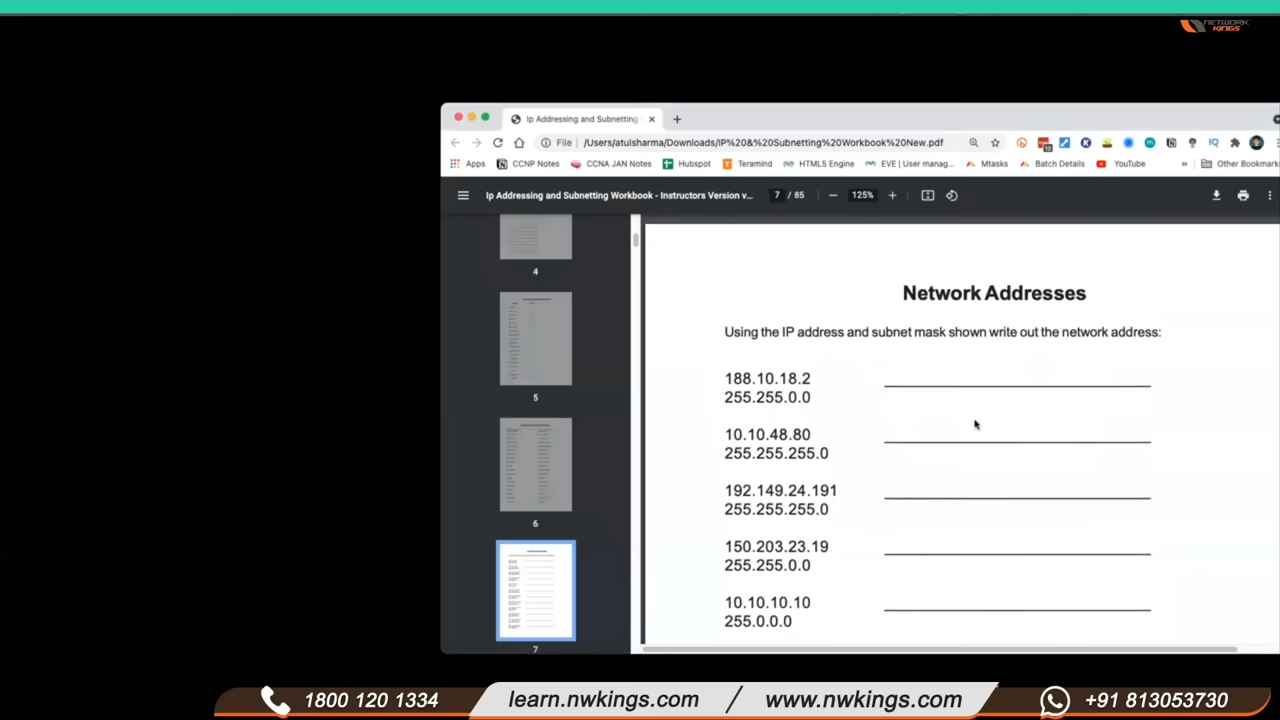 NETWORK
KINGS
Ip Addressing and Subnetting
File /Users/atulsharma/Downloads/IP%20&%20Subnetting%20Workbook%20New.pdf
Apps CCNP Notes CCNA JAN Notes Hubspot Teramind HTML5 Engine EVE | User manag... Mtasks Batch Details YouTube » Other Bookmark
Ip Addressing and Subnetting Workbook - Instructors Version v... 7 / 85 125%
4
5
6
7
Network Addresses
Using the IP address and subnet mask shown write out the network address:
188.10.18.2
255.255.0.0
10.10.48.80
255.255.255.0
192.149.24.191
255.255.255.0
150.203.23.19
255.255.0.0
10.10.10.10
255.0.0.0
1800 120 1334 learn.nwkings.com / www.nwkings.com +91 813053730